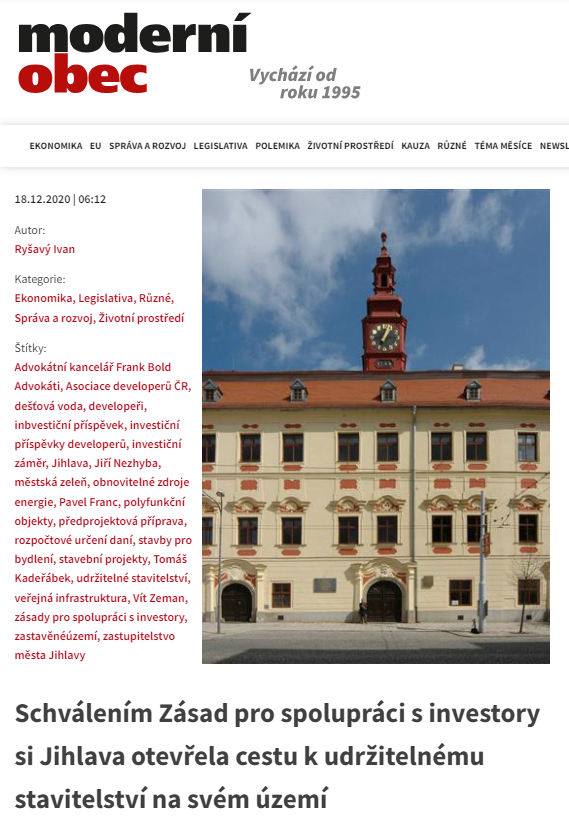 moderní
obec
Vychází od
roku 1995
EKONOMIKA EU SPRÁVA A ROZVOJ LEGISLATIVA POLEMIKA ŽIVOTNÍ PROSTŘEDÍ KAUZA RŮZNÉ TÉMA MĚSÍCE NEWSL
18.12.2020 | 06:12
Autor:
Ryšavý Ivan
Kategorie:
Ekonomika, Legislativa, Různé,
Správa a rozvoj, Životní prostředí
Štítky:
Advokátní kancelář Frank Bold
Advokáti, Asociace developerů ČR,
dešťová voda, developeři,
inbvestiční příspěvek, investiční
příspěvky developerů, investiční
záměr, Jihlava, Jiří Nezhyba,
městská zeleň, obnovitelné zdroje
energie, Pavel Franc, polyfunkční
objekty, předprojektová příprava,
rozpočtové určení daní, stavby pro
bydlení, stavební projekty, Tomáš
Kadeřábek, udržitelné stavitelství,
veřejná infrastruktura, Vít Zeman,
zásady pro spolupráci s investory,
zastavěnéúzemí, zastupitelstvo
města Jihlavy
Schválením Zásad pro spolupráci s investory
si Jihlava otevřela cestu k udržitelnému
stavitelství na svém území